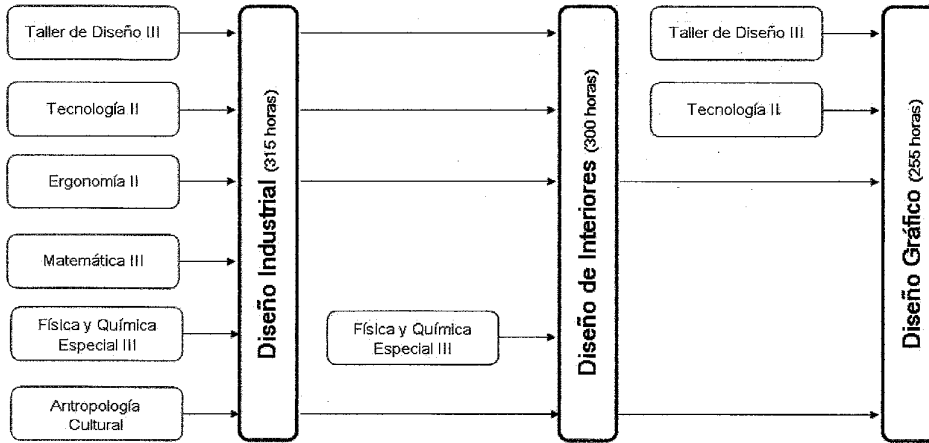 Taller de Diseño III
Tecnología II
Ergonomía II
Matemática III
Física y Química
Especial III
Antropología
Cultural
Diseño Industrial (315 horas)
Física y Química
Especial III
Diseño de Interiores (300 horas)
Taller de Diseño III
Tecnología II.
Diseño Gráfico (255 horas)